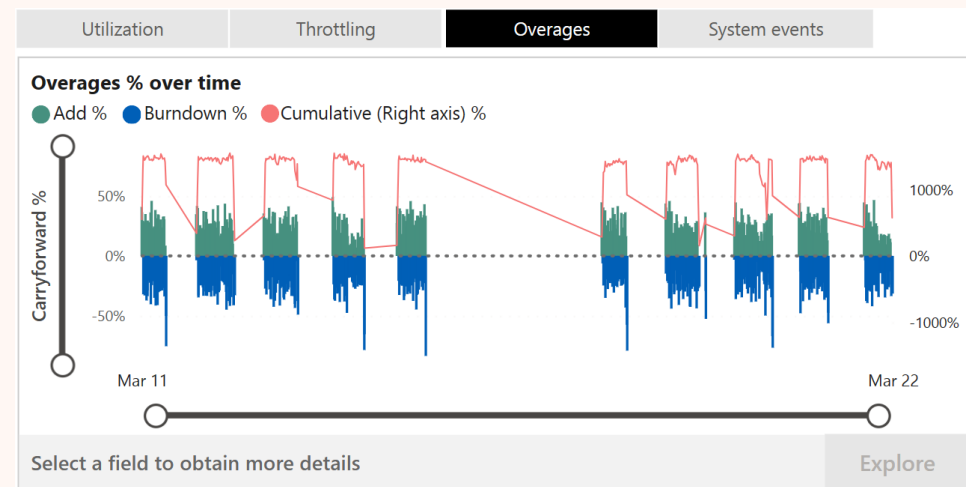 Utilization
Throttling
Overages
System events
Overages % over time
Add %
Burndown %
Cumulative (Right axis) %
Carryforward %
50%
0%
-50%
1000%
0%
-1000%
Mar 11
Mar 22
Select a field to obtain more details
Explore